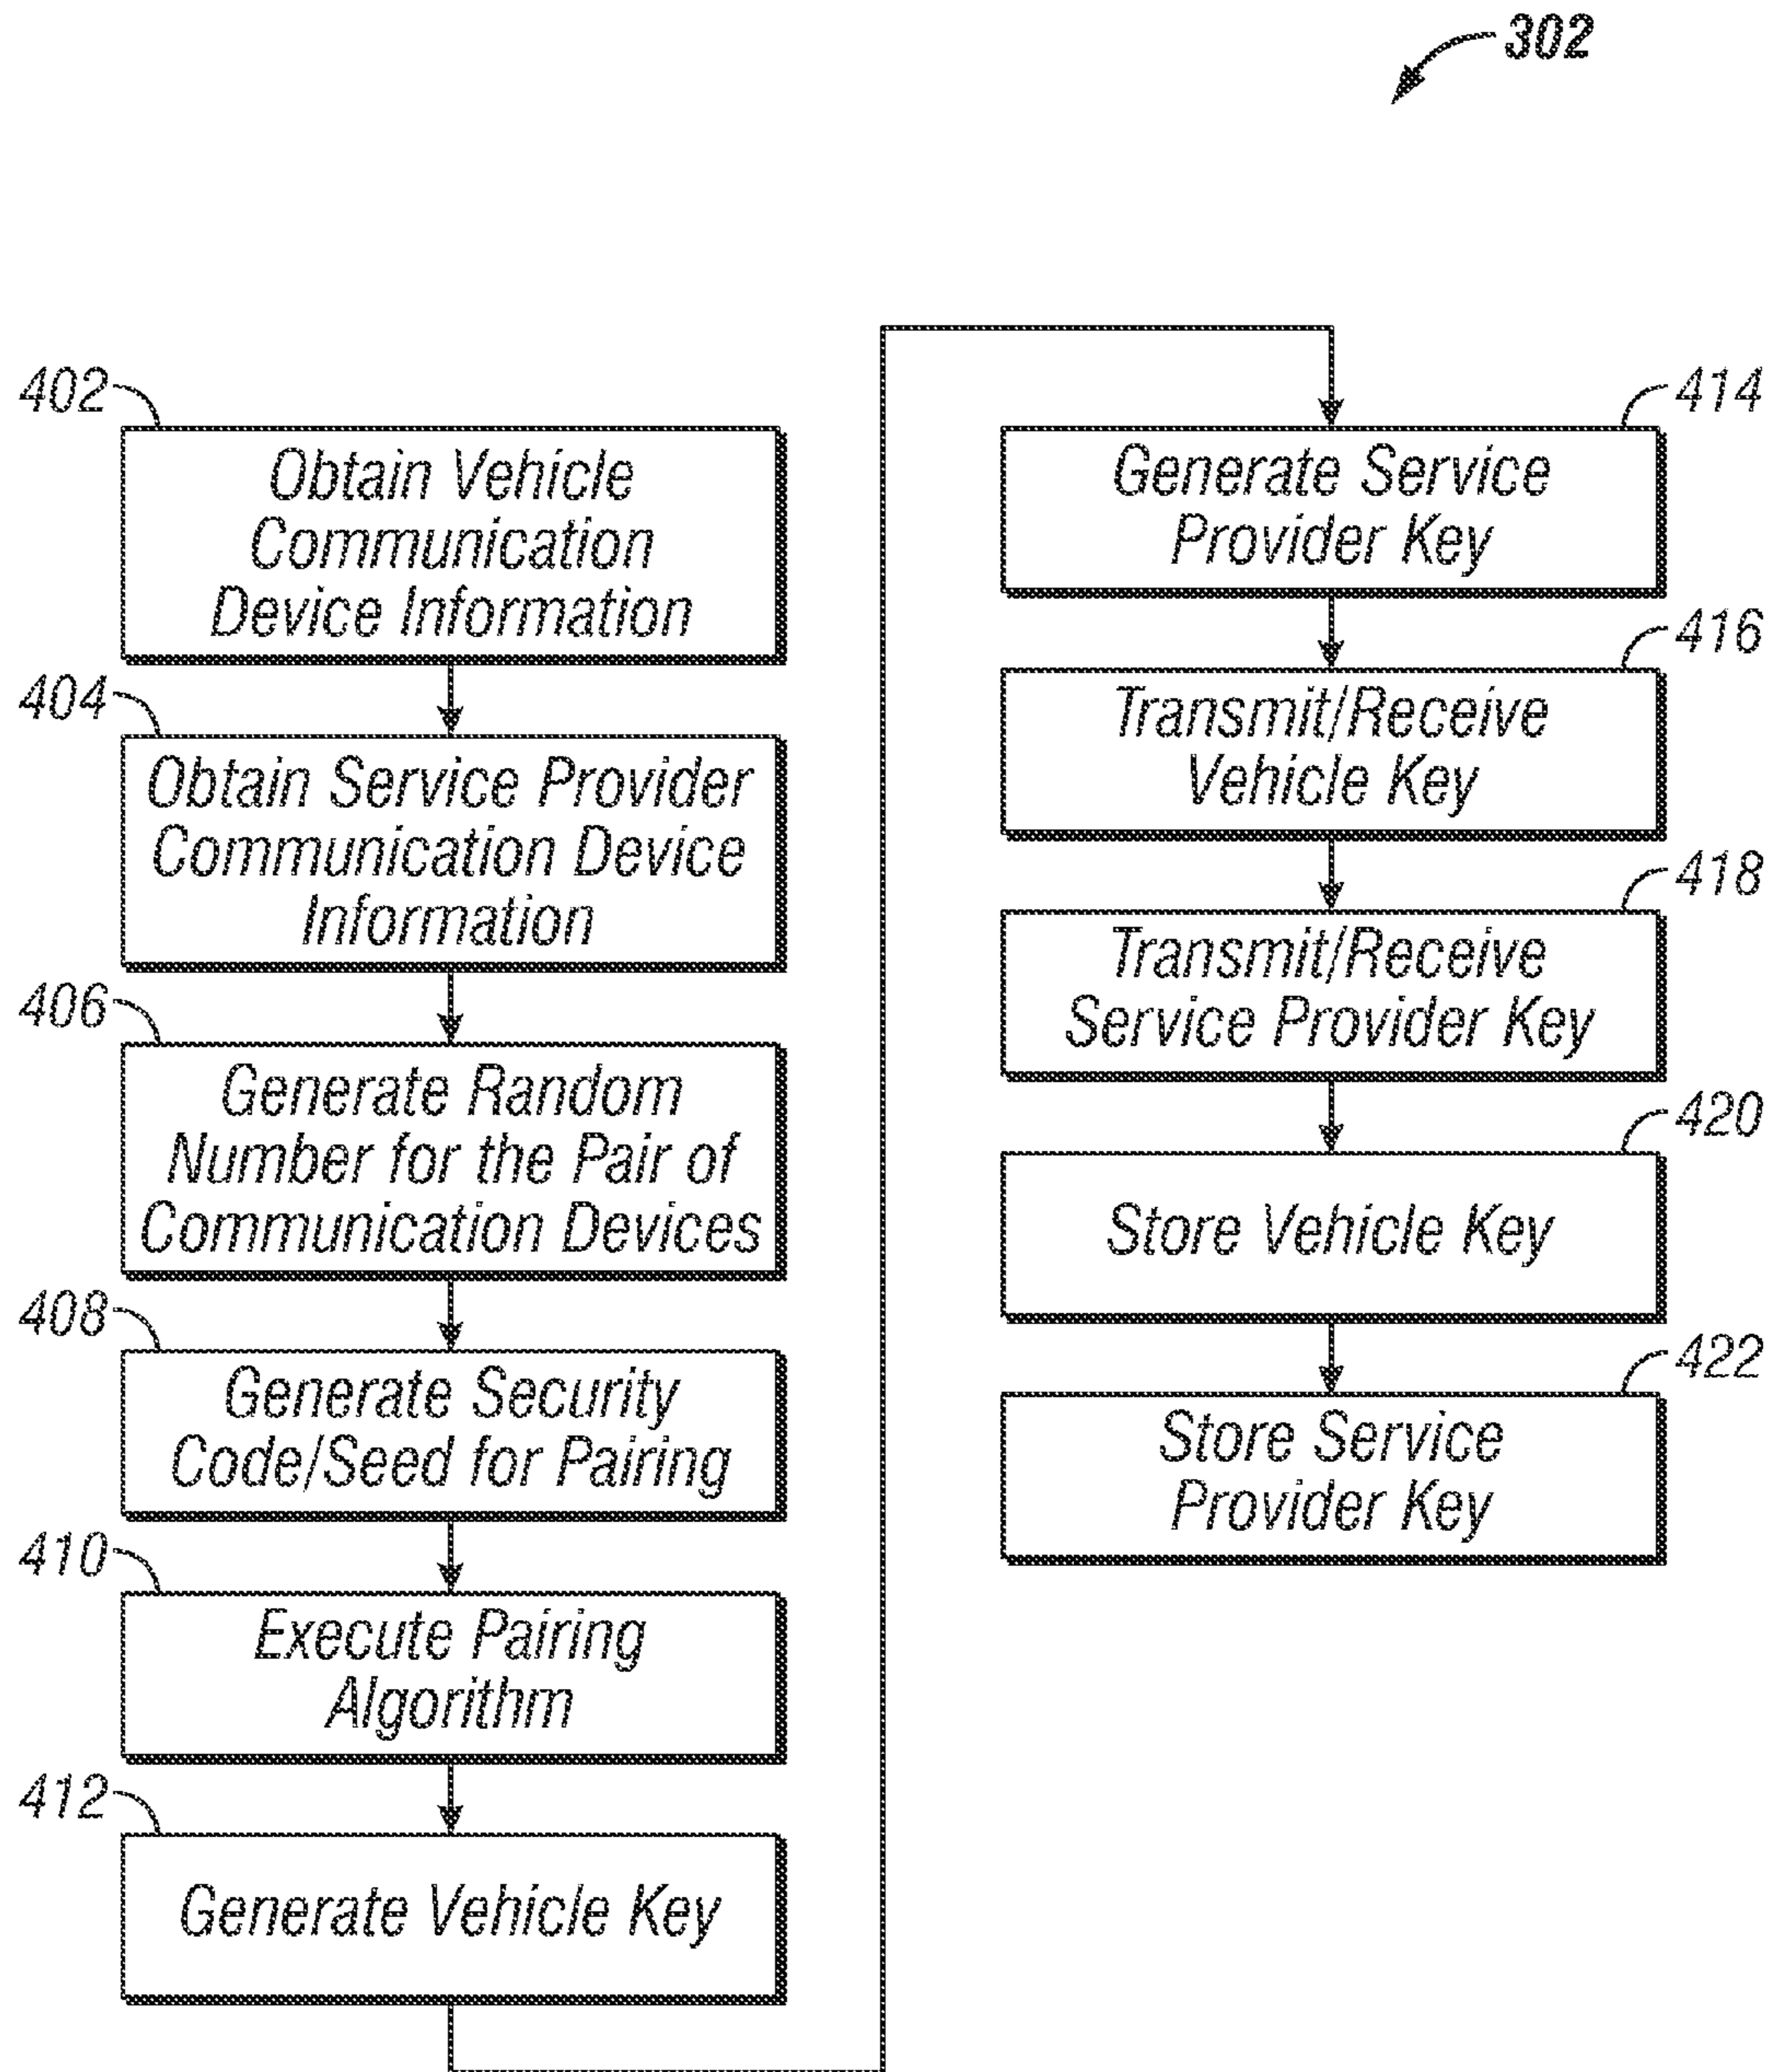 302
402
Obtain Vehicle
Communication
Device Information
404
Obtain Service Provider
Communication Device
Information
406
Generate Random
Number for the Pair of
Communication Devices
408
Generate Security
Code/Seed for Pairing
410
Execute Pairing
Algorithm
412
Generate Vehicle Key
414
Generate Service
Provider Key
416
Transmit/Receive
Vehicle Key
418
Transmit/Receive
Service Provider Key
420
Store Vehicle Key
422
Store Service
Provider Key